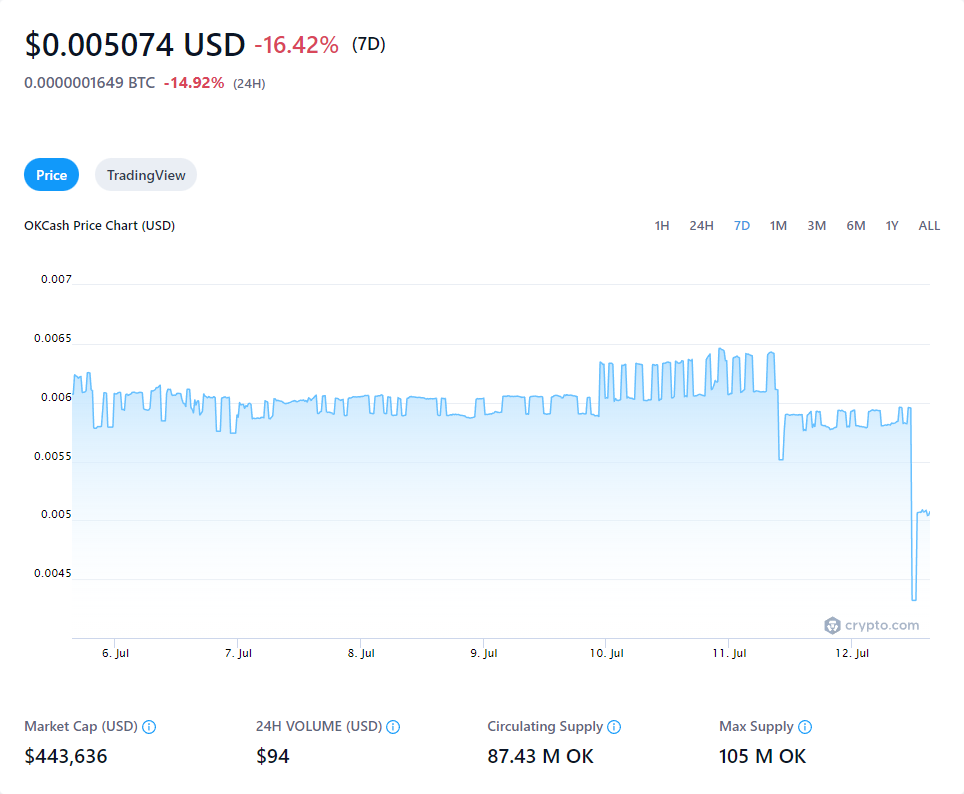 $0.005074 USD -16.42% (7D)
0.0000001649 BTC -14.92% (24H)
Price TradingView
OKCash Price Chart (USD) 1H 24H 7D 1M 3M 6M 1Y ALL
0.007
0.0065
0.006
0.0055
0.005
0.0045
crypto.com
6. Jul 7. Jul 8. Jul 9. Jul 10. Jul 11. Jul 12. Jul
Market Cap (USD) 24H VOLUME (USD) Circulating Supply Max Supply
$443,636 $94 87.43 M OK 105 M OK